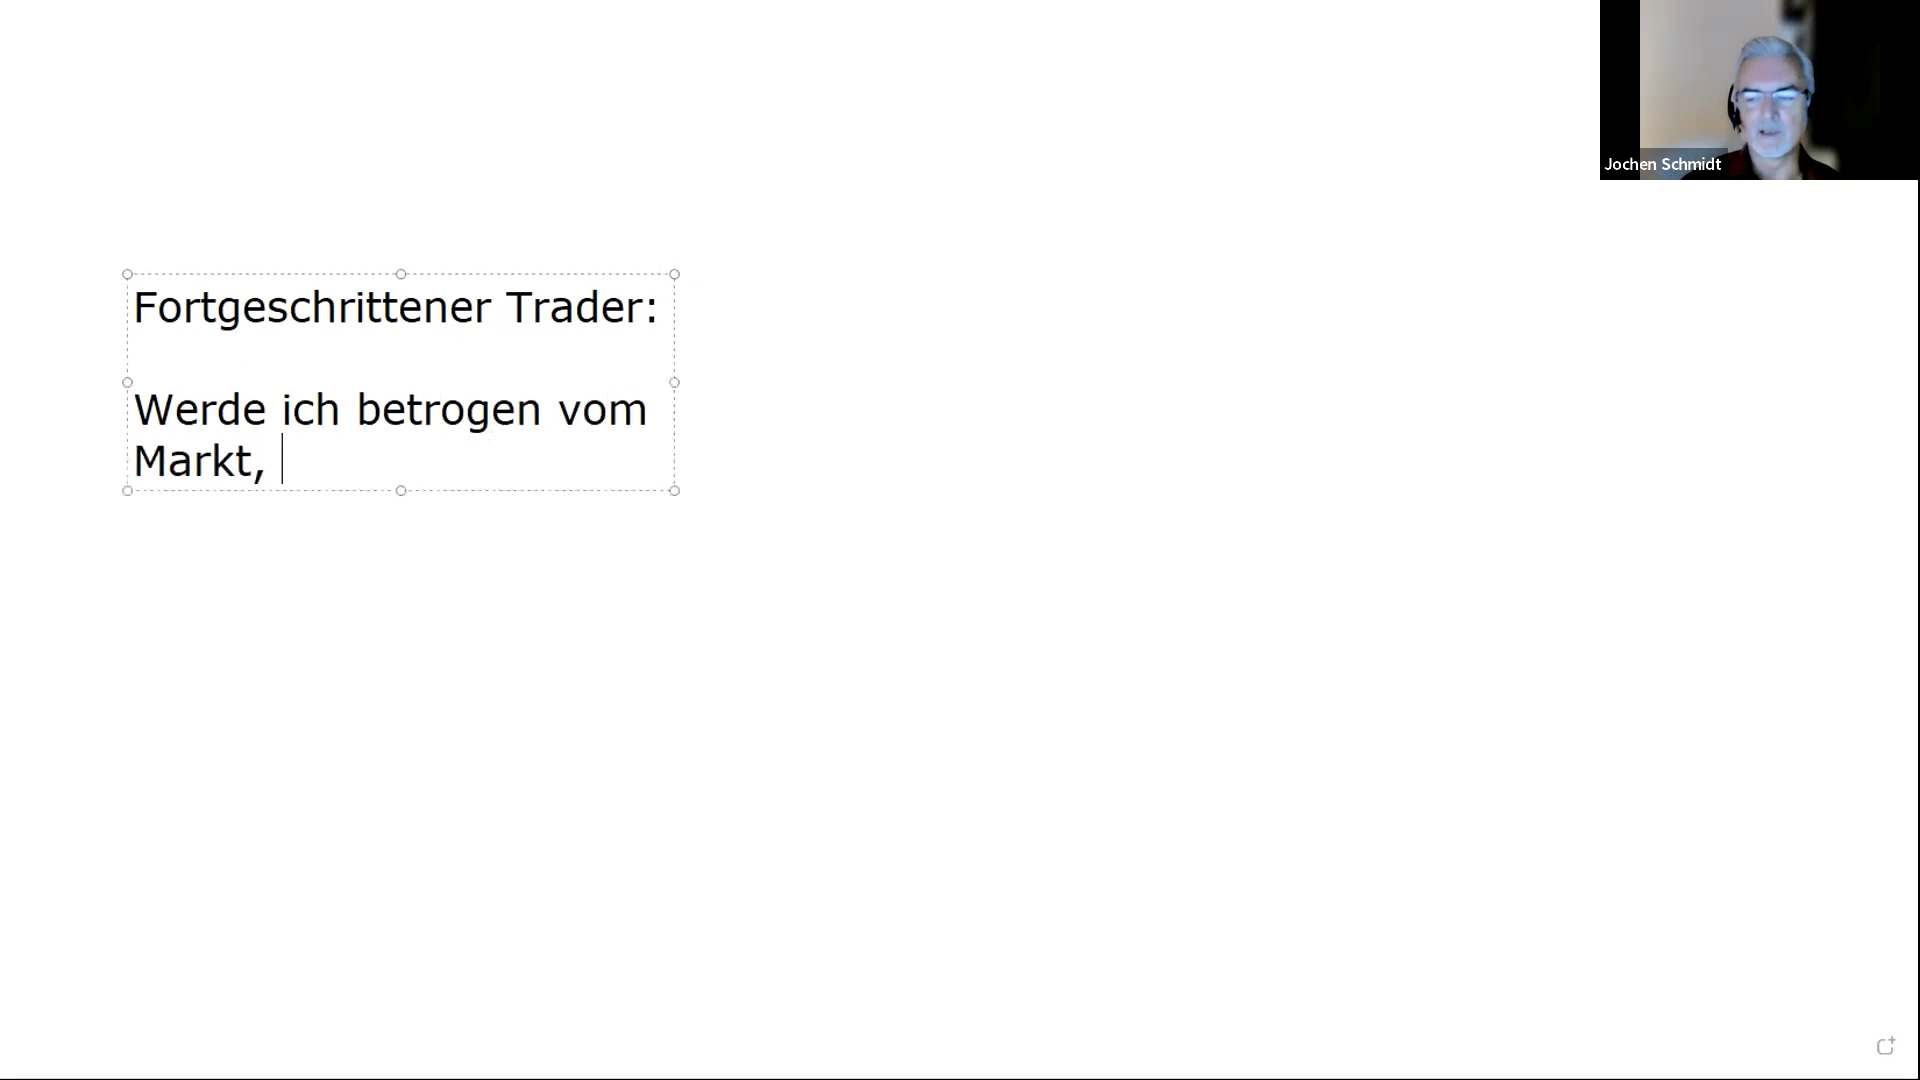 Jochen Schmidt
Fortgeschrittener Trader:
Werde ich betrogen vom
Markt,